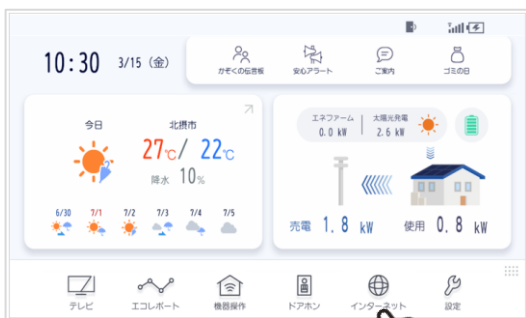 10:30 3/15 (金)
かぞくの伝言板 安心アラート ご案内 ゴミの日
今日 北摂市
27℃/ 22℃
降水 10%
6/30 7/1 7/2 7/3 7/4 7/5
エネファーム 太陽光発電
0.0 kW 2.6 kW
売電 1.8 kW 使用 0.8 kW
テレビ エコレポート 機器操作 ドアホン インターネット 設定